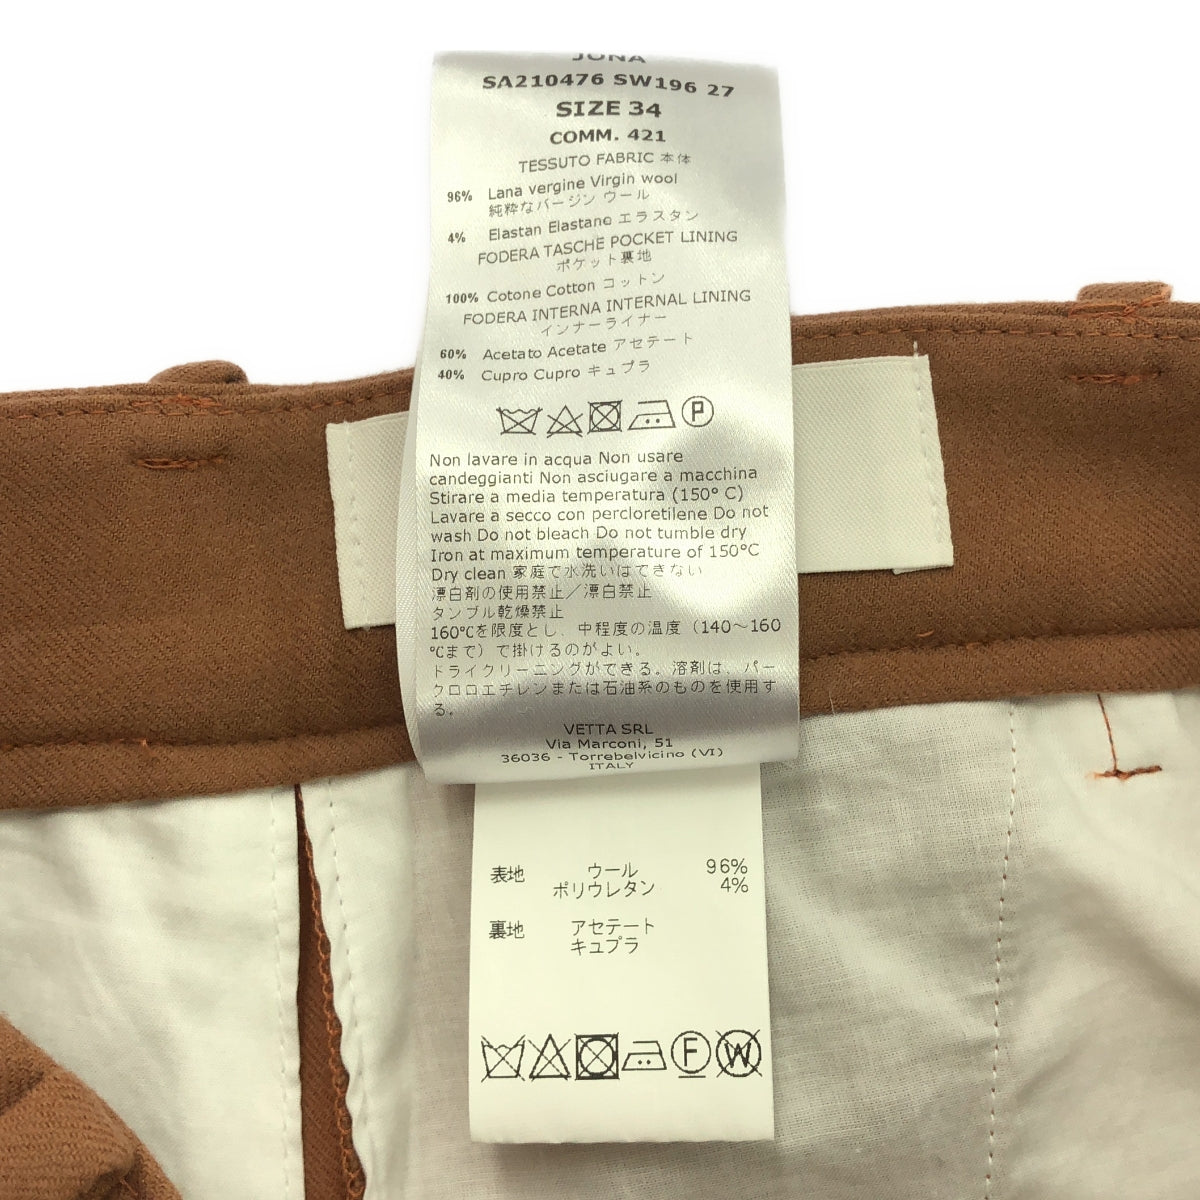 JONA
SA210476 SW196 27
SIZE 34
COMM. 421
TESSUTO FABRIC 本体
96% Lana vergine Virgin wool
純粋なバージン ウール
4% Elastan Elastane エラスタン
FODERA TASCHE POCKET LINING
ポケット裏地
100% Cotone Cotton コットン
FODERA INTERNA INTERNAL LINING
インナーライナー
60% Acetato Acetate アセテート
40% Cupro Cupro キュプラ
P
Non lavare in acqua Non usare
candeggianti Non asciugare a macchina
Stirare a media temperatura (150° C)
Lavare a secco con percloretilene Do not
wash Do not bleach Do not tumble dry
Iron at maximum temperature of 150°C
Dry clean 家庭で水洗いはできない
漂白剤の使用禁止／漂白禁止
タンブル乾燥禁止
160℃を限度とし、中程度の温度（140～160
℃まで）で掛けるのがよい。
ドライクリーニングができる。溶剤は、パー
クロロエチレンまたは石油系のものを使用す
る。
VETTA SRL
Via Marconi, 51
36036 - Torrebelvicino (VI)
ITALY
表地 ウール 96%
ポリウレタン 4%
裏地 アセテート
キュプラ
F W